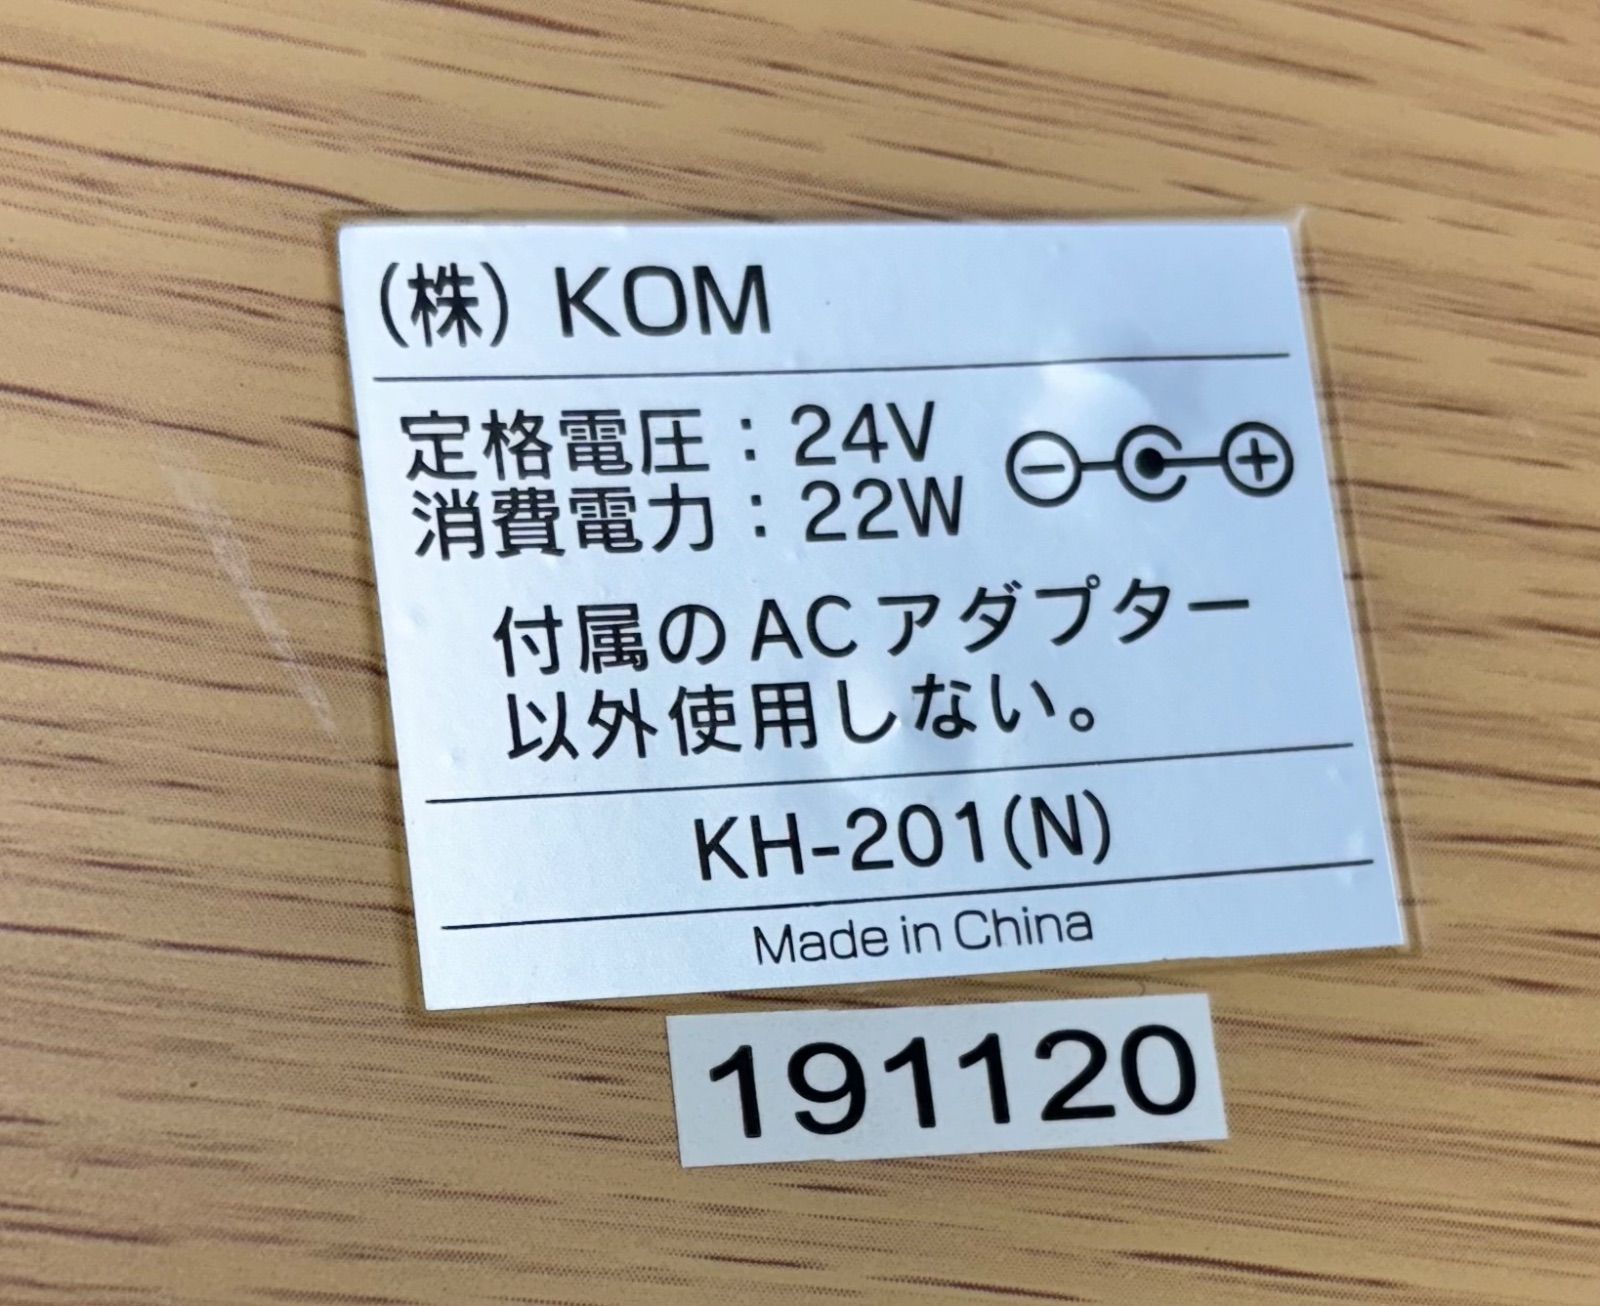 （株）KOM
定格電圧：24V
消費電力：22W
付属のACアダプター
以外使用しない。
KH-201(N)
Made in China
191120